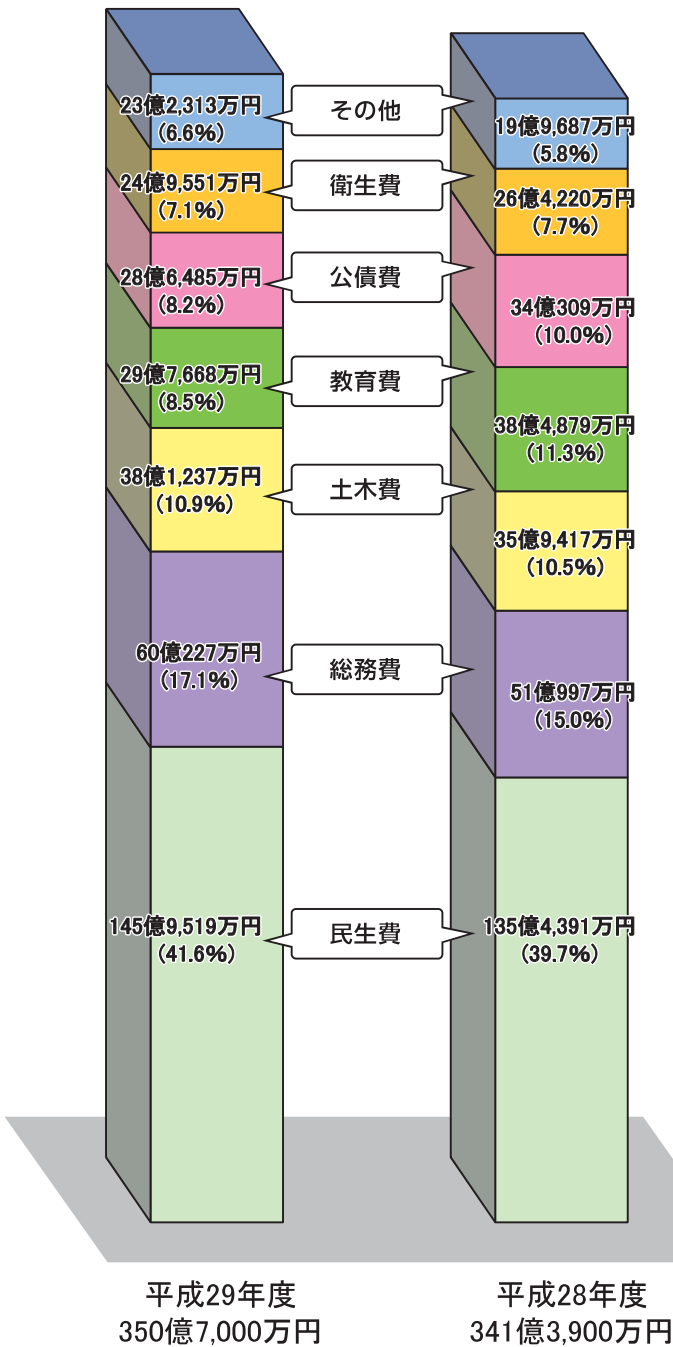 23億2,313万円
(6.6%)
その他
19億9,687万円
(5.8%)
24億9,551万円
(7.1%)
衛生費
26億4,220万円
(7.7%)
28億6,485万円
(8.2%)
公債費
34億309万円
(10.0%)
29億7,668万円
(8.5%)
教育費
38億4,879万円
(11.3%)
38億1,237万円
(10.9%)
土木費
35億9,417万円
(10.5%)
60億227万円
(17.1%)
総務費
51億997万円
(15.0%)
145億9,519万円
(41.6%)
民生費
135億4,391万円
(39.7%)
平成29年度
350億7,000万円
平成28年度
341億3,900万円